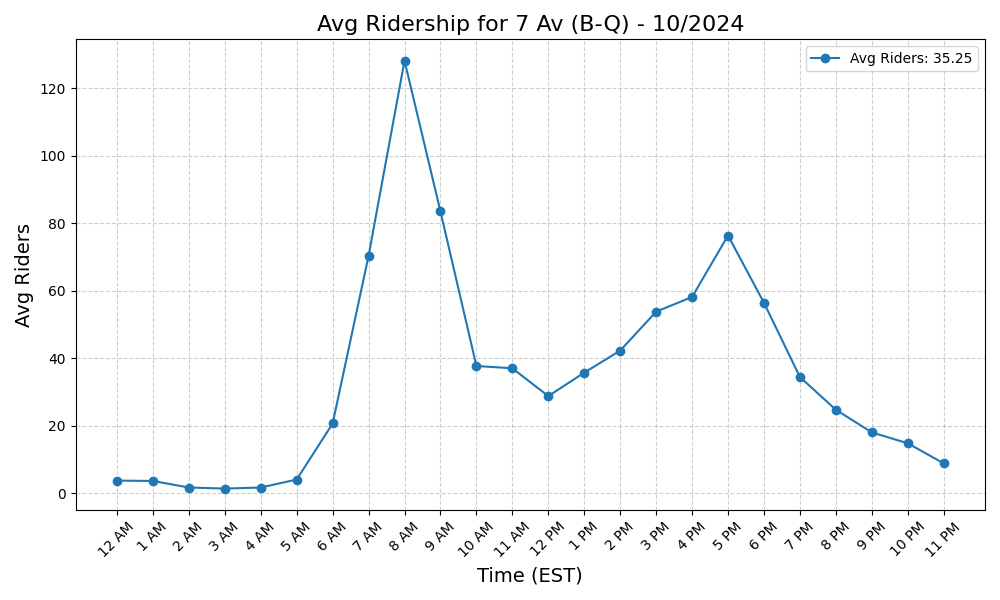 Avg Ridership for 7 Av (B-Q) - 10/2024
Avg Riders: 35.25
Avg Riders
120
100
80
60
40
20
0
12 AM
1 AM
2 AM
3 AM
4 AM
5 AM
6 AM
7 AM
8 AM
9 AM
10 AM
11 AM
12 PM
1 PM
2 PM
3 PM
4 PM
5 PM
6 PM
7 PM
8 PM
9 PM
10 PM
11 PM
Time (EST)